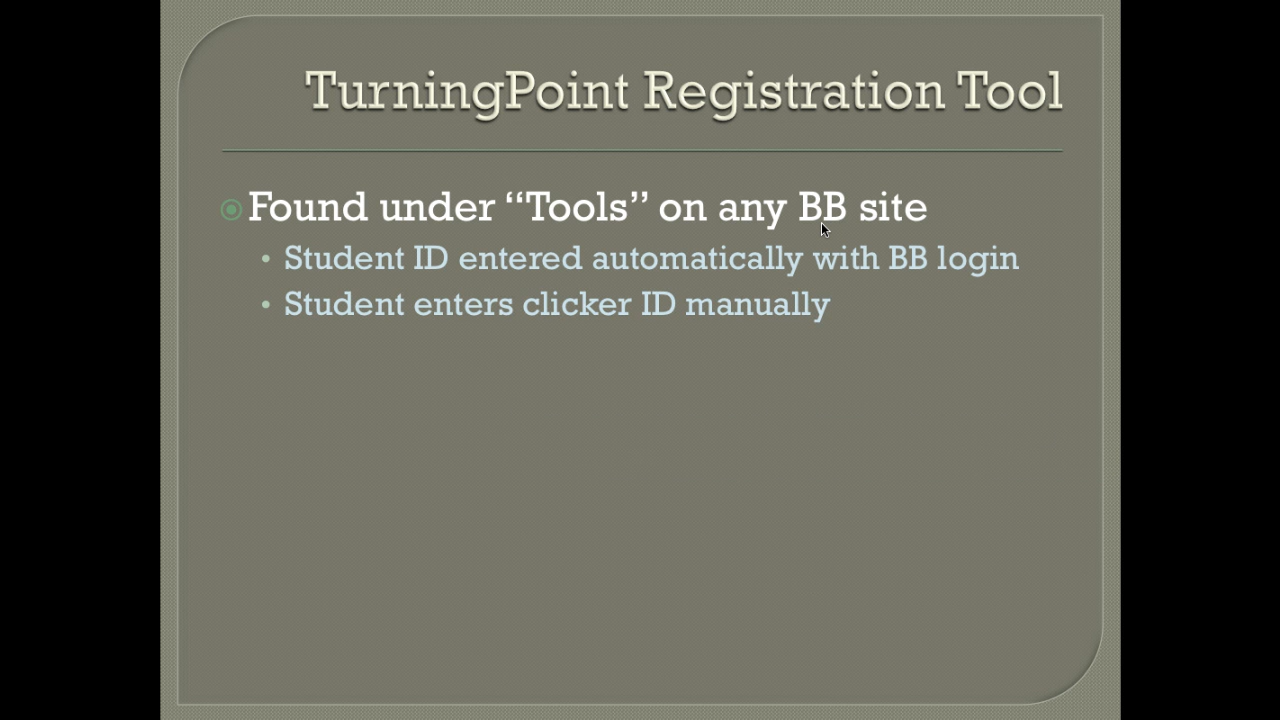 TurningPoint Registration Tool
Found under “Tools” on any BB site
• Student ID entered automatically with BB login
• Student enters clicker ID manually